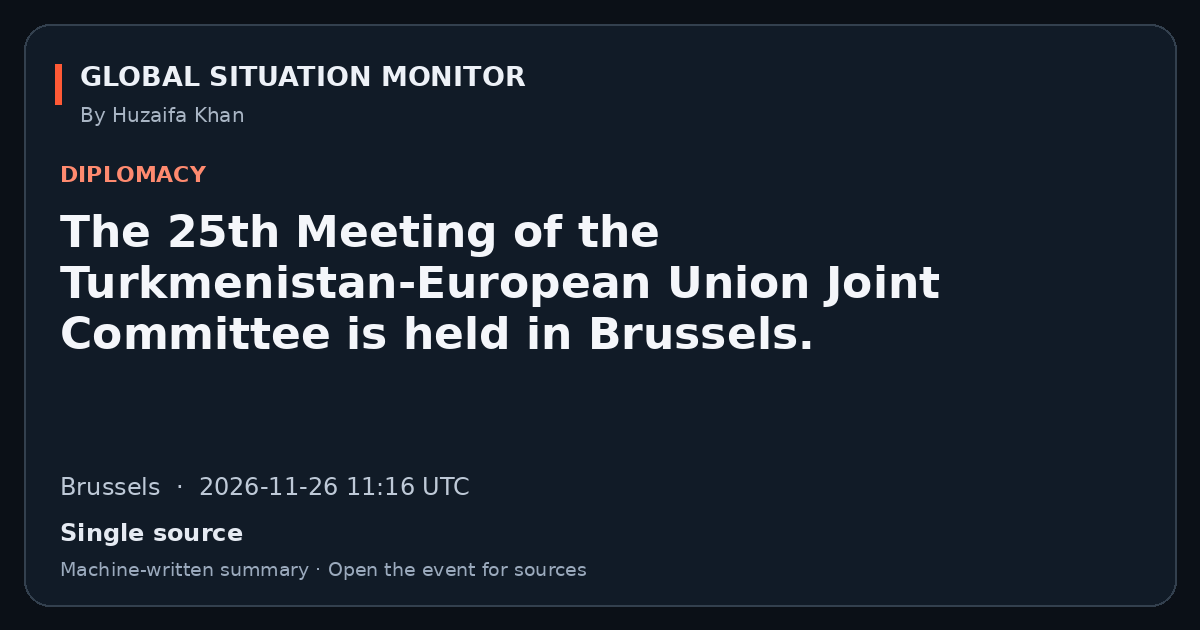 GLOBAL SITUATION MONITOR
By Huzaifa Khan
DIPLOMACY
The 25th Meeting of the
Turkmenistan-European Union Joint
Committee is held in Brussels.
Brussels · 2026-11-26 11:16 UTC
Single source
Machine-written summary · Open the event for sources